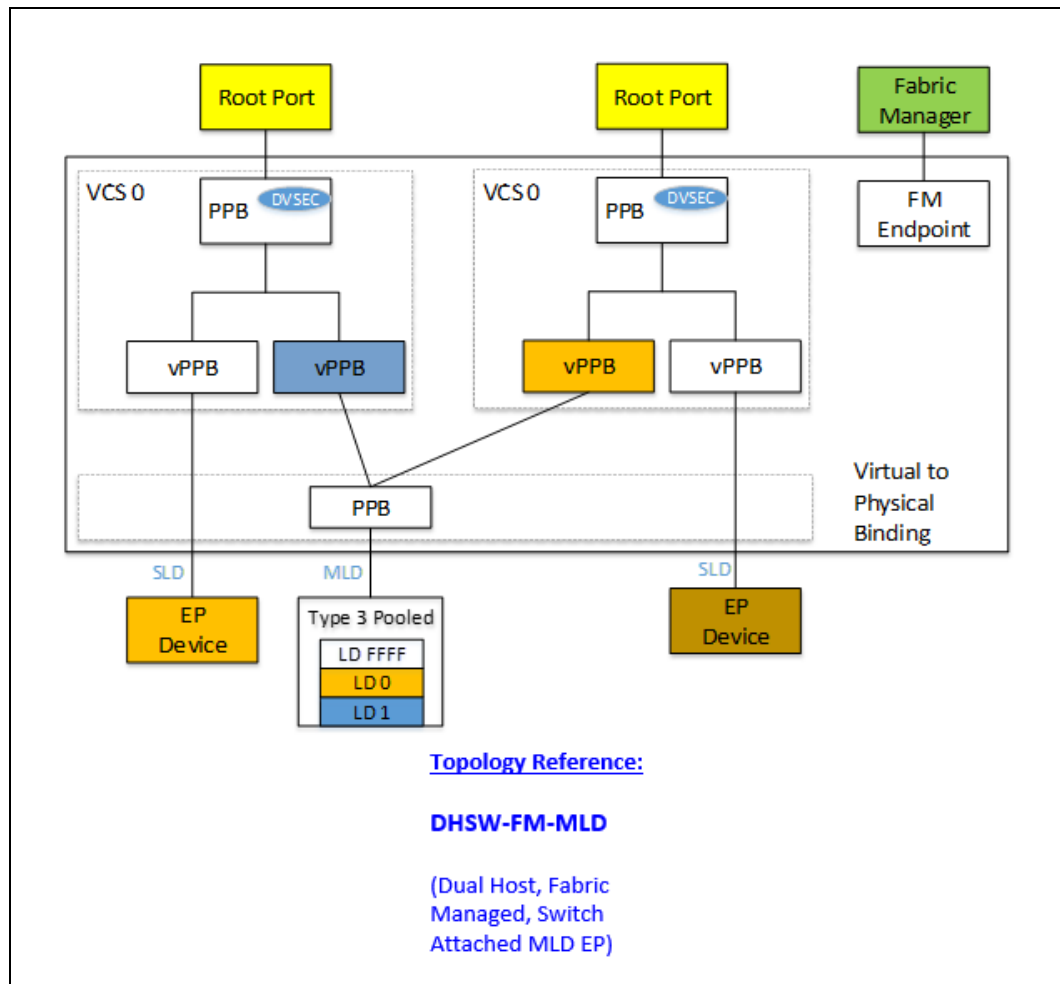 Root Port
Root Port
Fabric
Manager
VCS 0
PPB
DVSEC
VCS 0
PPB
DVSEC
FM
Endpoint
vPPB
vPPB
vPPB
vPPB
PPB
Virtual to
Physical
Binding
SLD
MLD
SLD
EP
Device
Type 3 Pooled
LD FFFF
LD 0
LD 1
EP
Device
Topology Reference:
DHSW-FM-MLD
(Dual Host, Fabric
Managed, Switch
Attached MLD EP)